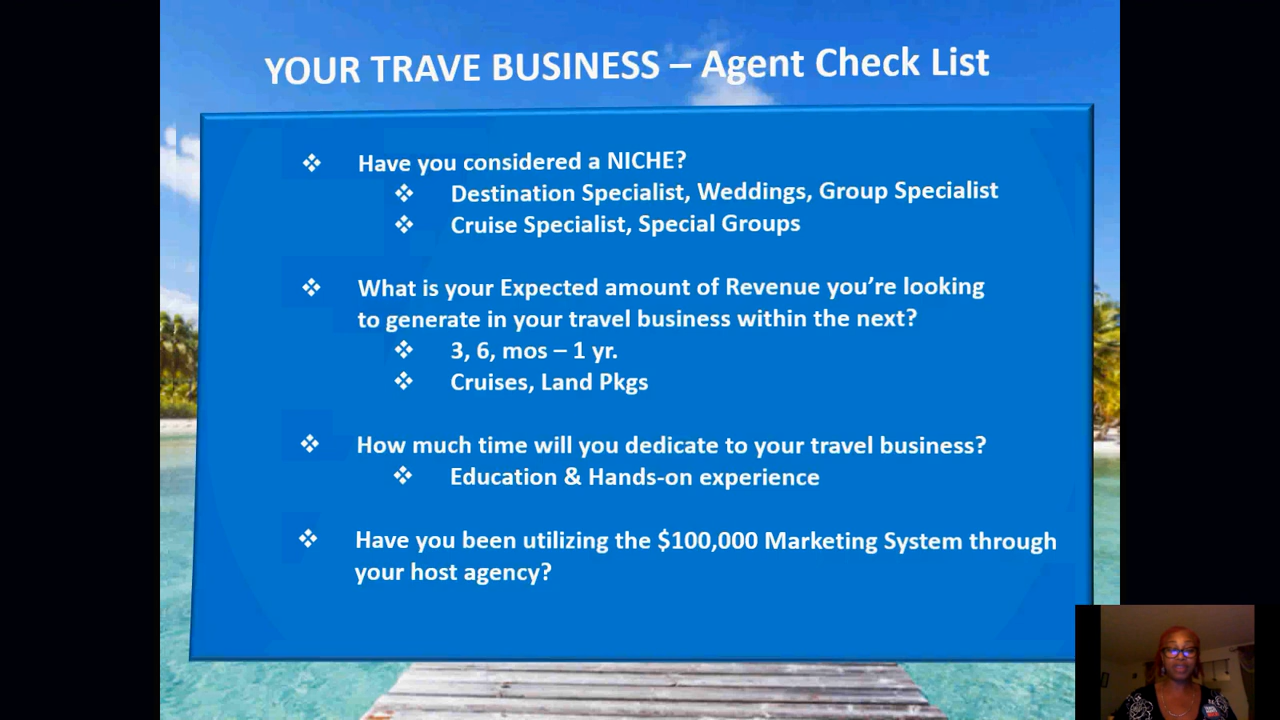 YOUR TRAVE BUSINESS – Agent Check List
❖ Have you considered a NICHE?
❖ Destination Specialist, Weddings, Group Specialist
❖ Cruise Specialist, Special Groups
❖ What is your Expected amount of Revenue you’re looking
to generate in your travel business within the next?
❖ 3, 6, mos – 1 yr.
❖ Cruises, Land Pkgs
❖ How much time will you dedicate to your travel business?
❖ Education & Hands-on experience
❖ Have you been utilizing the $100,000 Marketing System through
your host agency?